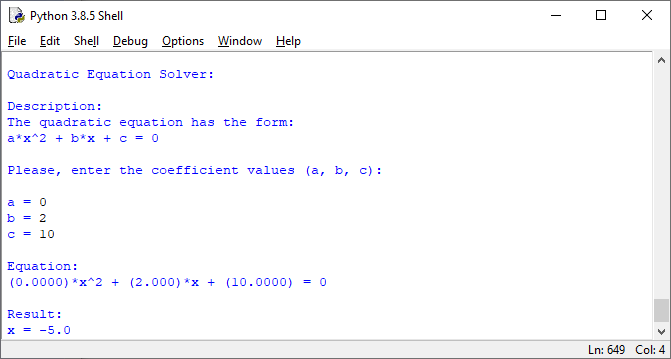 Python 3.8.5 Shell
File Edit Shell Debug Options Window Help
Quadratic Equation Solver:
Description:
The quadratic equation has the form:
a*x^2 + b*x + c = 0
Please, enter the coefficient values (a, b, c):
a = 0
b = 2
c = 10
Equation:
(0.0000)*x^2 + (2.000)*x + (10.0000) = 0
Result:
x = -5.0
Ln: 649 Col: 4